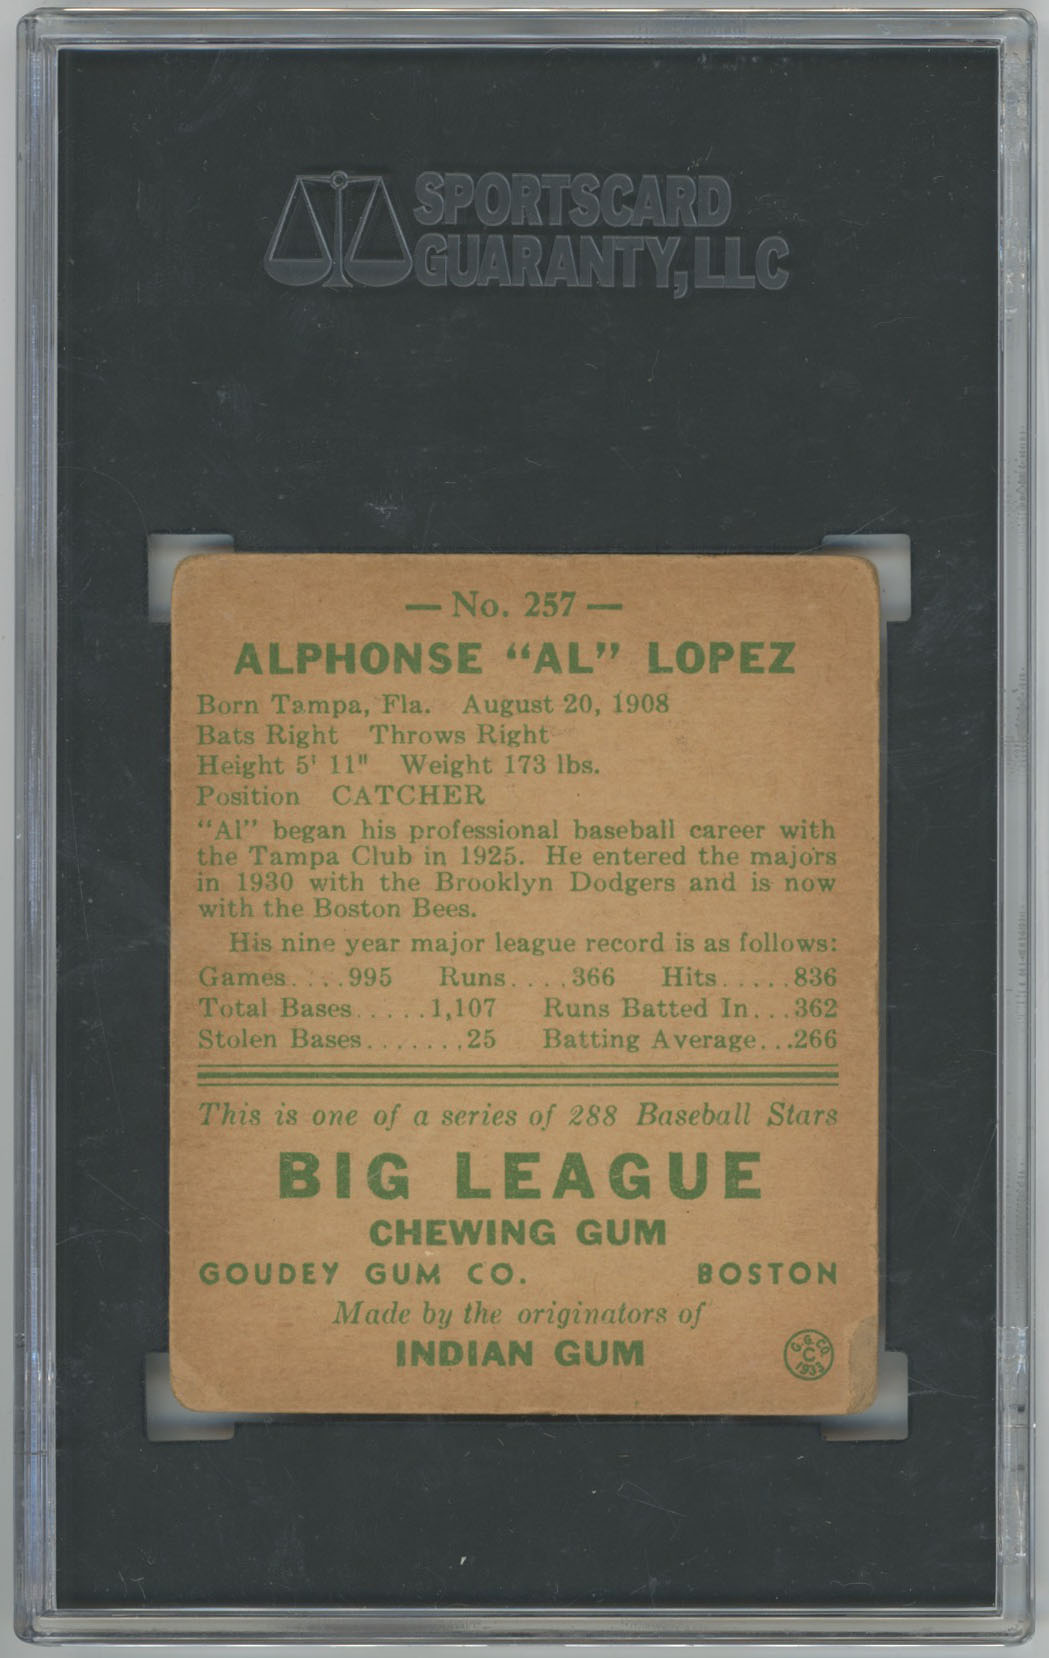 SPORTSCARD
GUARANTY, LLC
— No. 257 —
ALPHONSE “AL” LOPEZ
Born Tampa, Fla. August 20, 1908
Bats Right Throws Right
Height 5' 11" Weight 173 lbs.
Position CATCHER
“Al” began his professional baseball career with
the Tampa Club in 1925. He entered the majors
in 1930 with the Brooklyn Dodgers and is now
with the Boston Bees.
His nine year major league record is as follows:
Games....995 Runs....366 Hits.....836
Total Bases.....1,107 Runs Batted In...362
Stolen Bases.......25 Batting Average...266
This is one of a series of 288 Baseball Stars
BIG LEAGUE
CHEWING GUM
GOUDEY GUM CO. BOSTON
Made by the originators of
INDIAN GUM
G.G.CO.
C
1933